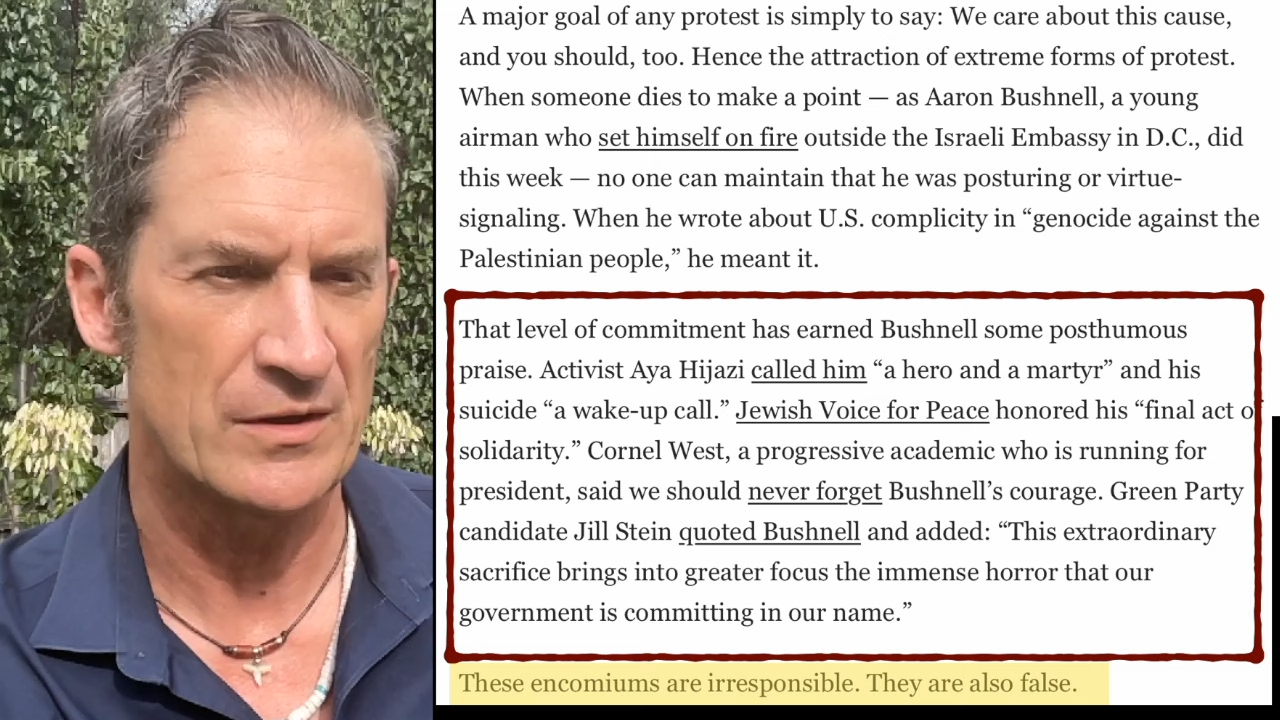 A major goal of any protest is simply to say: We care about this cause,
and you should, too. Hence the attraction of extreme forms of protest.
When someone dies to make a point — as Aaron Bushnell, a young
airman who set himself on fire outside the Israeli Embassy in D.C., did
this week — no one can maintain that he was posturing or virtue-
signaling. When he wrote about U.S. complicity in “genocide against the
Palestinian people,” he meant it.
That level of commitment has earned Bushnell some posthumous
praise. Activist Aya Hijazi called him “a hero and a martyr” and his
suicide “a wake-up call.” Jewish Voice for Peace honored his “final act of
solidarity.” Cornel West, a progressive academic who is running for
president, said we should never forget Bushnell’s courage. Green Party
candidate Jill Stein quoted Bushnell and added: “This extraordinary
sacrifice brings into greater focus the immense horror that our
government is committing in our name.”
These encomiums are irresponsible. They are also false.